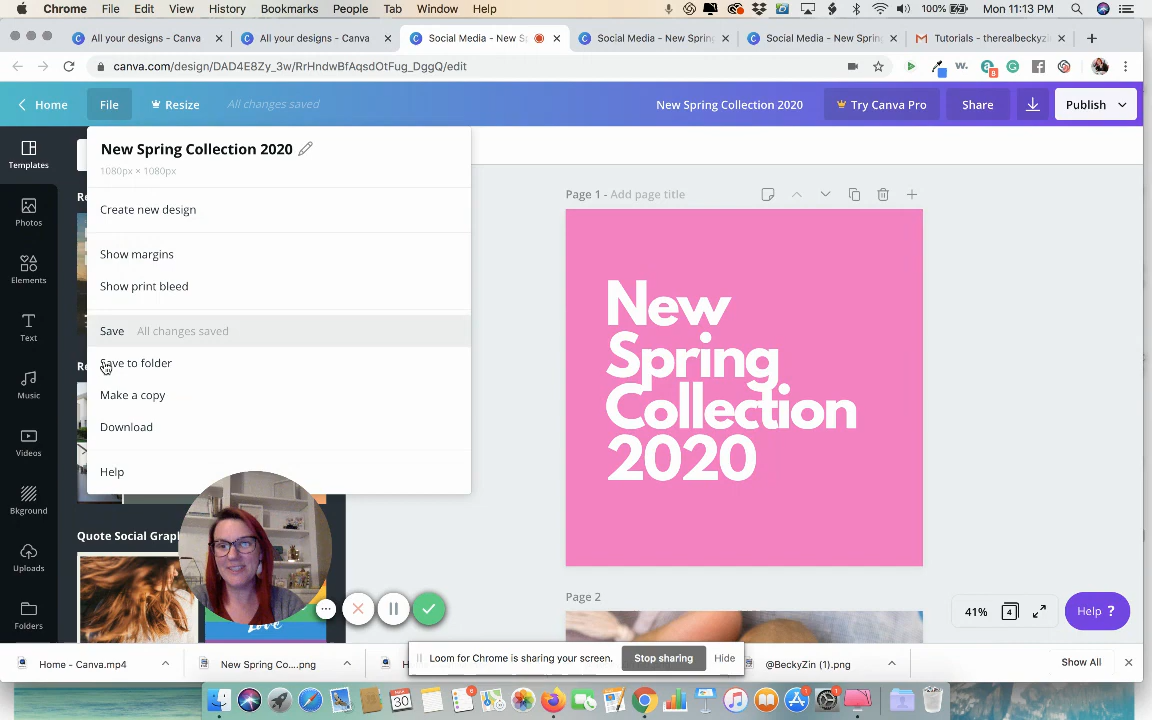 Chrome File Edit View History Bookmarks People Tab Window Help 100% Mon 11:13 PM
All your designs - Canva
All your designs - Canva
Social Media - New S
Social Media - New Sprin
Social Media - New Sprin
Tutorials - therealbeckyz
canva.com/design/DAD4E8Zy_3w/RrHndwBfAqsdOtFug_DggQ/edit
Home File Resize All changes saved New Spring Collection 2020 Try Canva Pro Share Publish
Templates
Photos
Elements
Text
Music
Videos
Bkground
Uploads
Folders
New Spring Collection 2020
1080px × 1080px
Create new design
Show margins
Show print bleed
Save All changes saved
Save to folder
Make a copy
Download
Help
Re
Re
Quote Social Grap
Love
Page 1 - Add page title
New
Spring
Collection
2020
Page 2
41% 4
Help ?
Loom for Chrome is sharing your screen. Stop sharing Hide
Home - Canva.mp4
New Spring Co....png
H
@BeckyZin (1).png
Show All
30